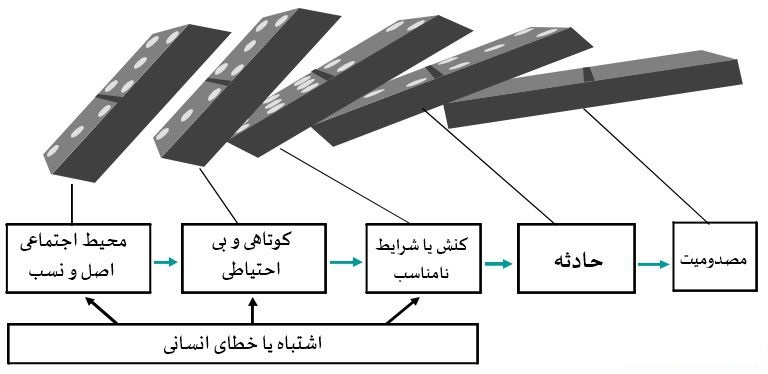 محیط اجتماعی
اصل و نسب
کوتاهی و بی
احتیاطی
کنش یا شرایط
نامناسب
حادثه
مصدومیت
اشتباه یا خطای انسانی